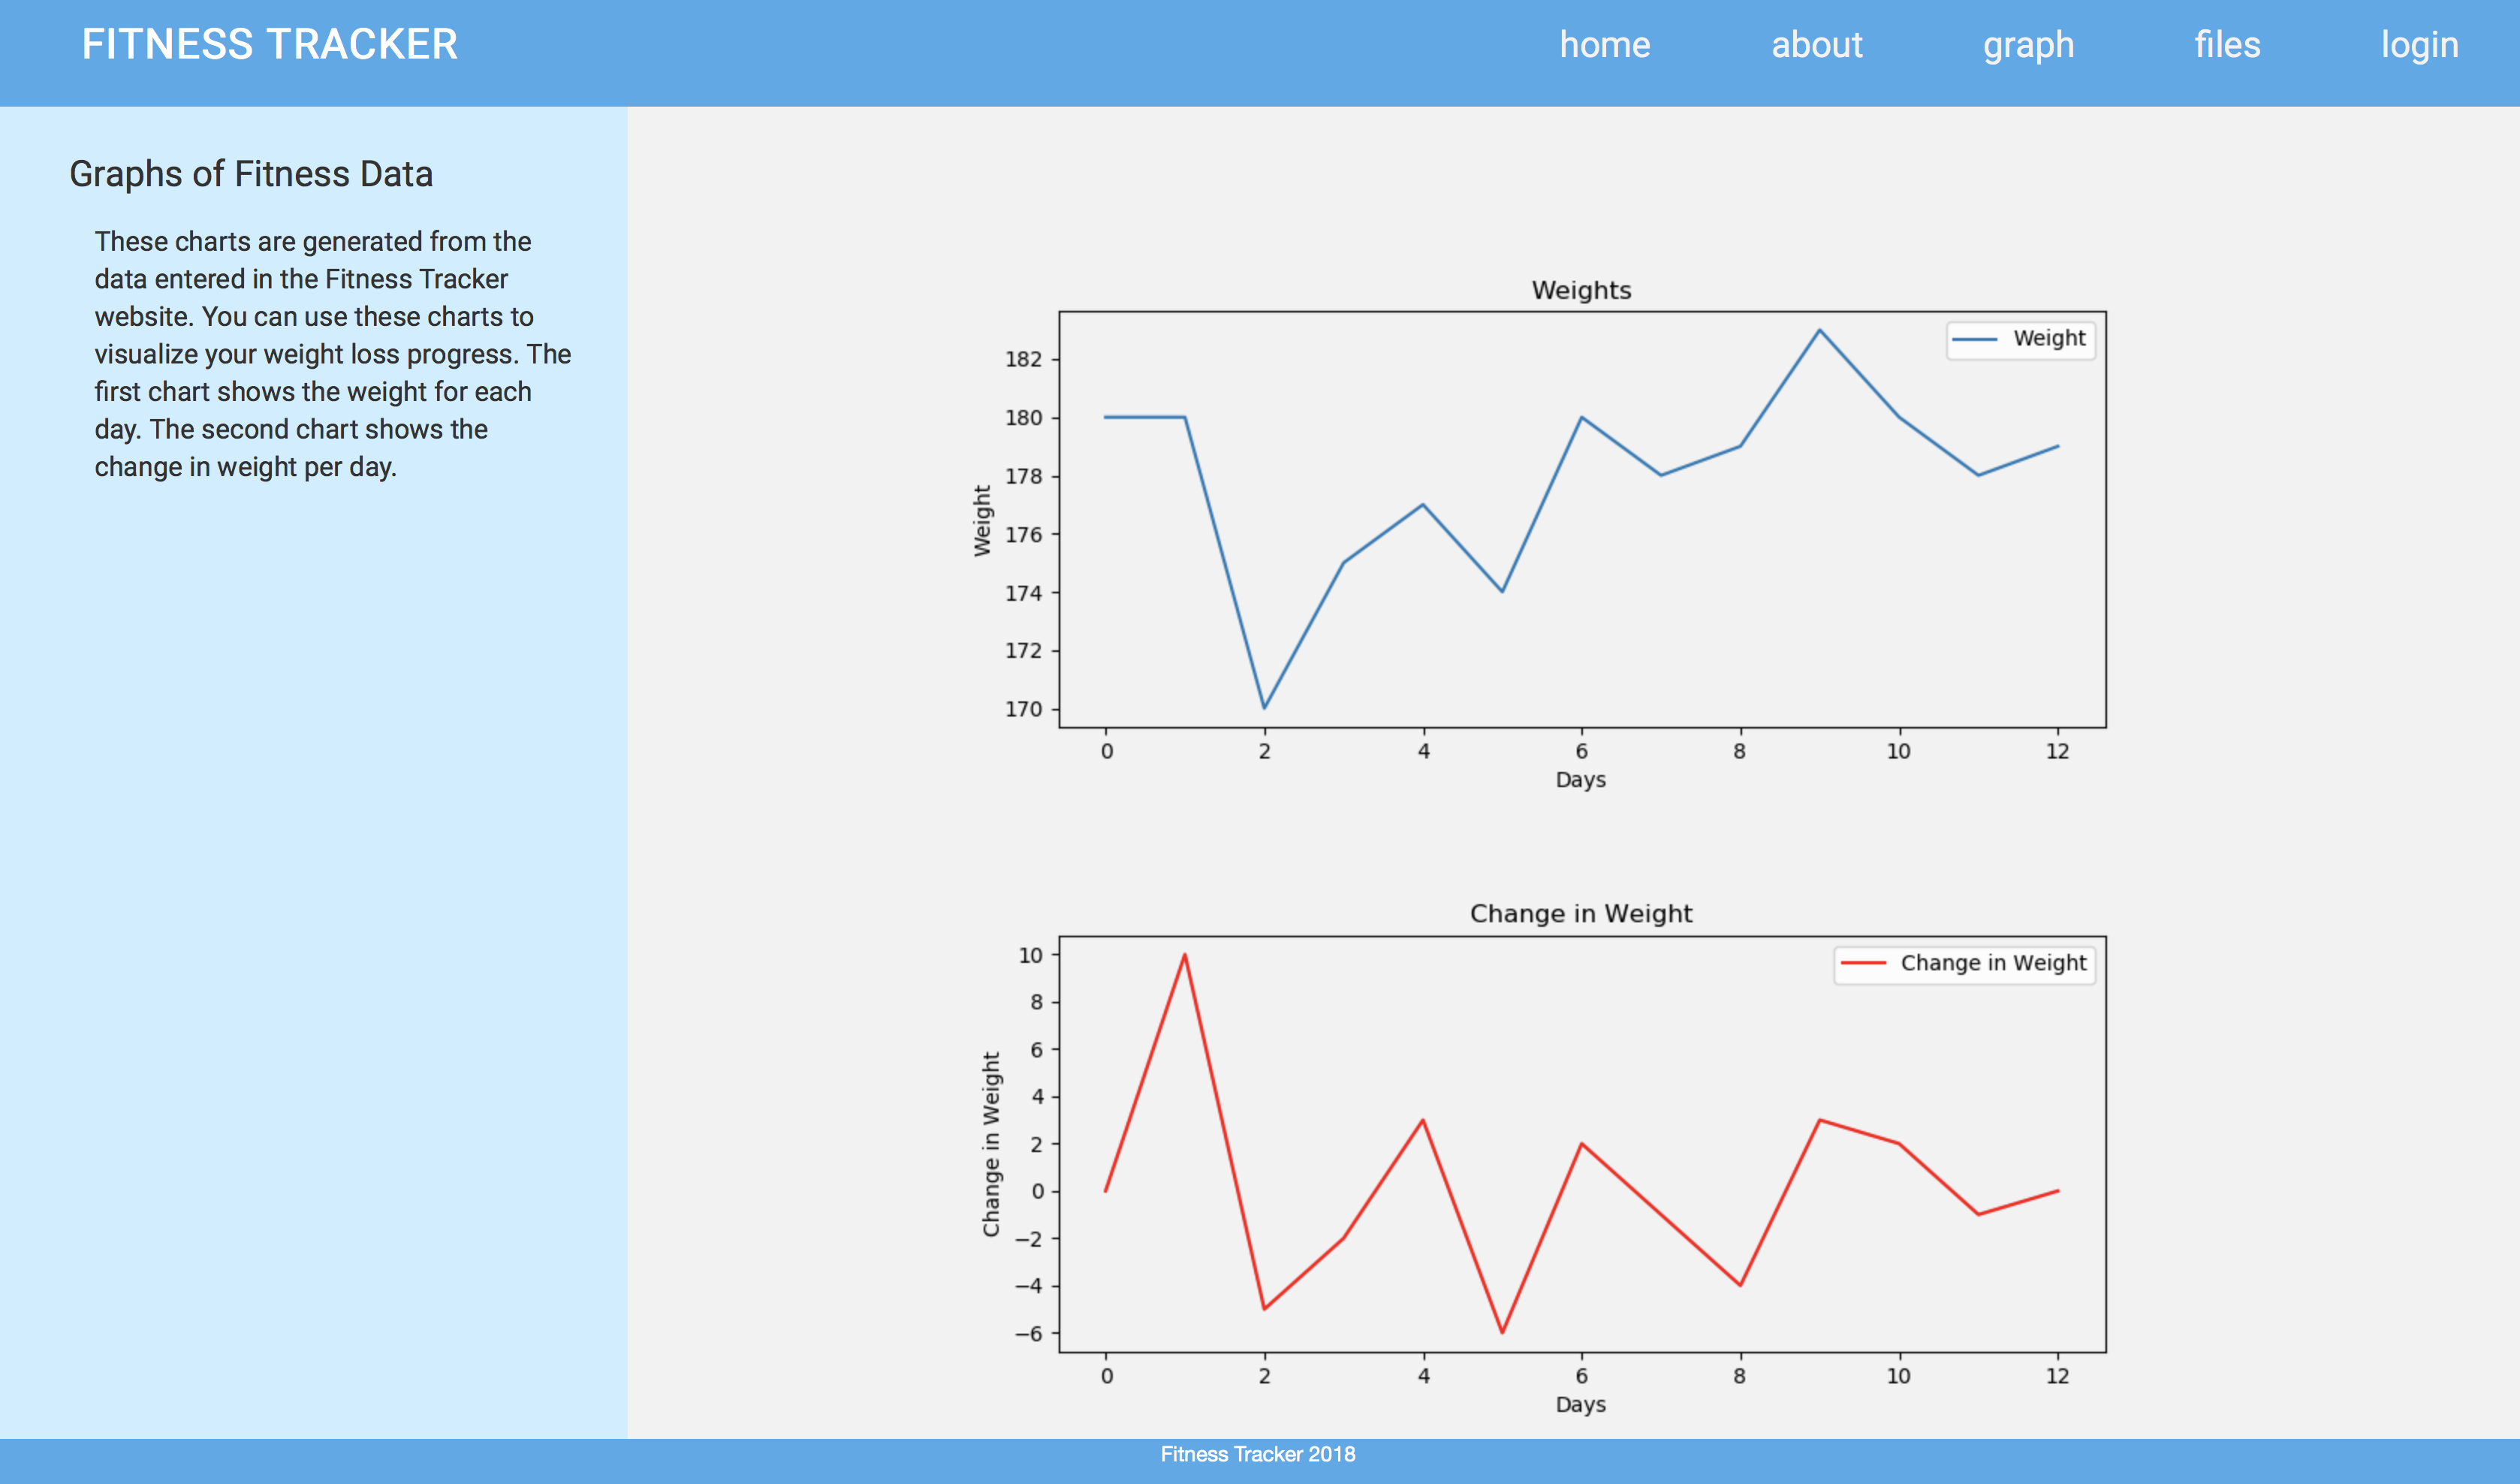 FITNESS TRACKER
home about graph files login
Graphs of Fitness Data
These charts are generated from the
data entered in the Fitness Tracker
website. You can use these charts to
visualize your weight loss progress. The
first chart shows the weight for each
day. The second chart shows the
change in weight per day.
Weights
Weight
182
180
178
176
174
172
170
Weight
0 2 4 6 8 10 12
Days
Change in Weight
Change in Weight
10
8
6
4
2
0
−2
−4
−6
Change in Weight
0 2 4 6 8 10 12
Days
Fitness Tracker 2018